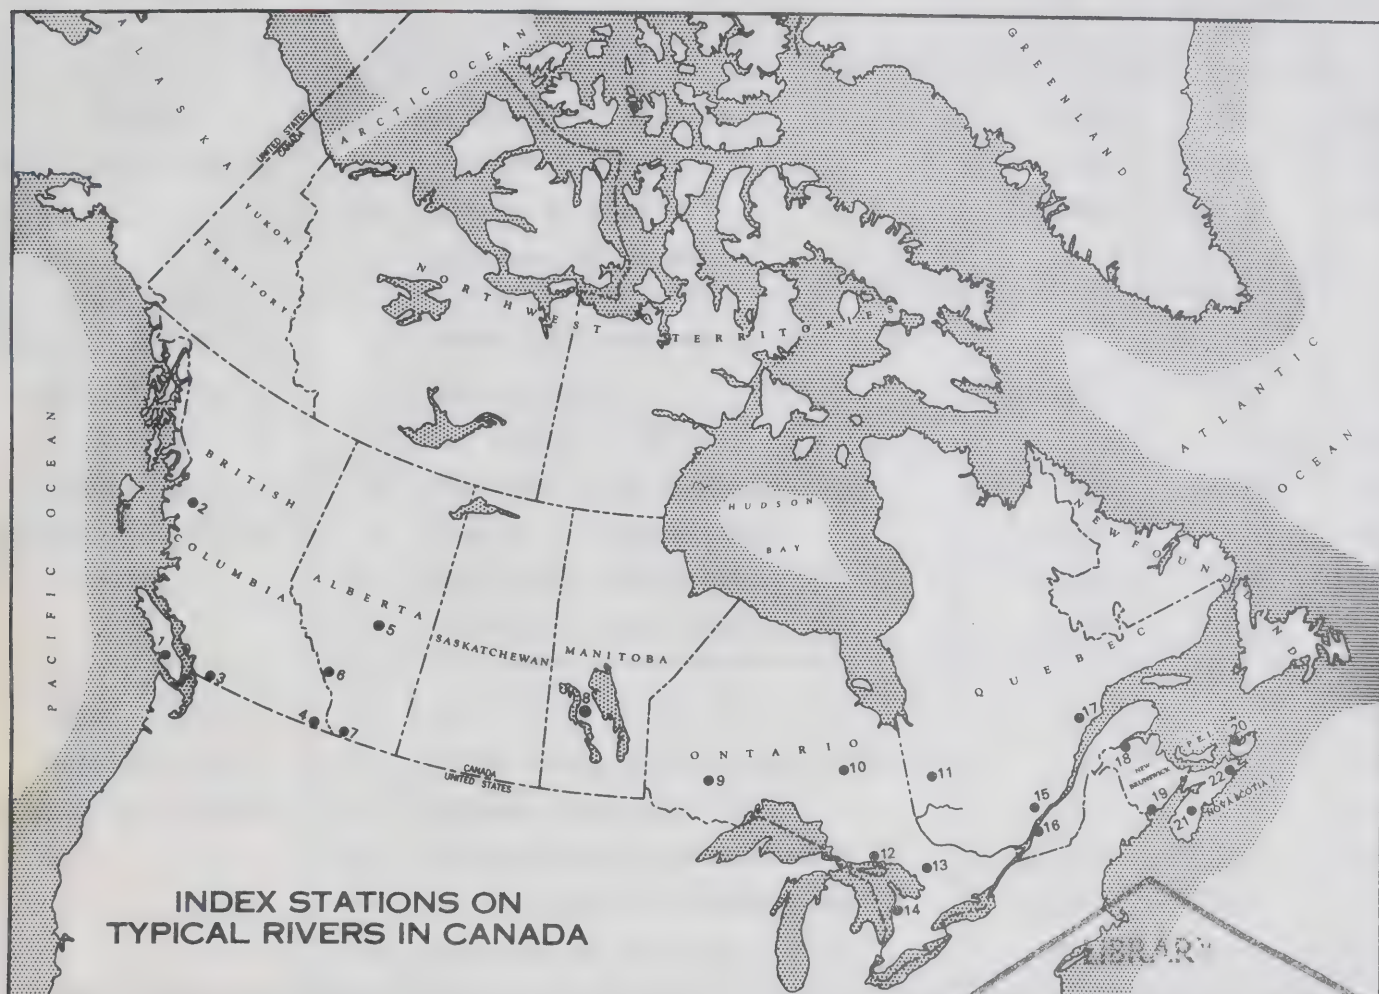 ALASKA
ARCTIC OCEAN
GREENLAND
UNITED STATES
CANADA
YUKON
TERRITORY
NORTHWEST TERRITORIES
PACIFIC OCEAN
ATLANTIC
OCEAN
BRITISH
COLUMBIA
2
HUDSON
BAY
NEWFOUNDLAND
ALBERTA
5
SASKATCHEWAN
MANITOBA
QUEBEC
1
3
6
8
4
7
CANADA
UNITED STATES
ONTARIO
9
10
11
17
18
P.E.I.
20
NEW
BRUNSWICK
22
19
21
NOVA SCOTIA
15
16
12
13
14
INDEX STATIONS ON
TYPICAL RIVERS IN CANADA
LIBRARY